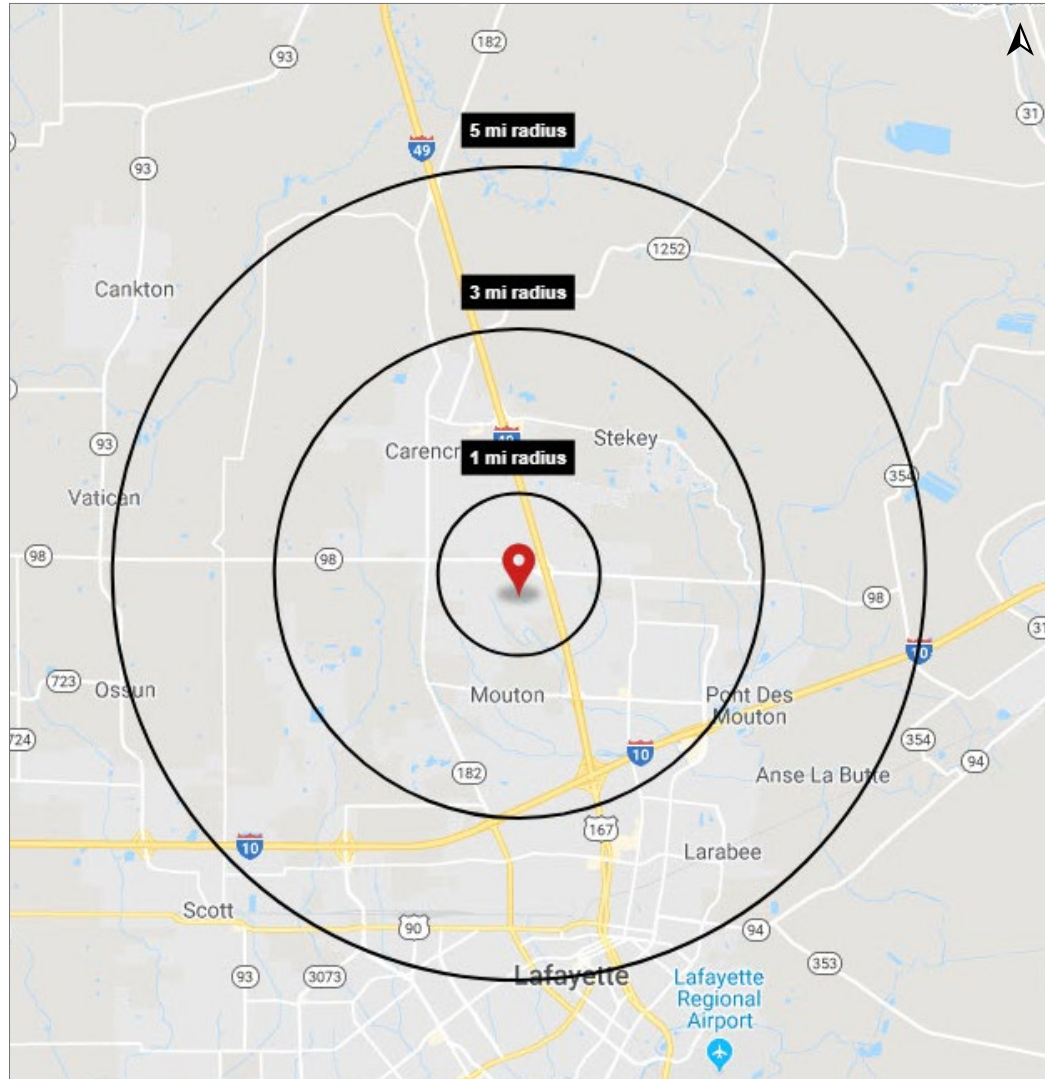 182
93
31
5 mi radius
49
93
1252
Cankton
3 mi radius
93
Stekey
Carencr
1 mi radius
354
Vatican
98
98
98
31
10
723
Ossun
Mouton
Pont Des
Mouton
724
354
10
94
182
Anse La Butte
167
10
Larabee
Scott
90
94
353
93
3073
Lafayette
Lafayette
Regional
Airport